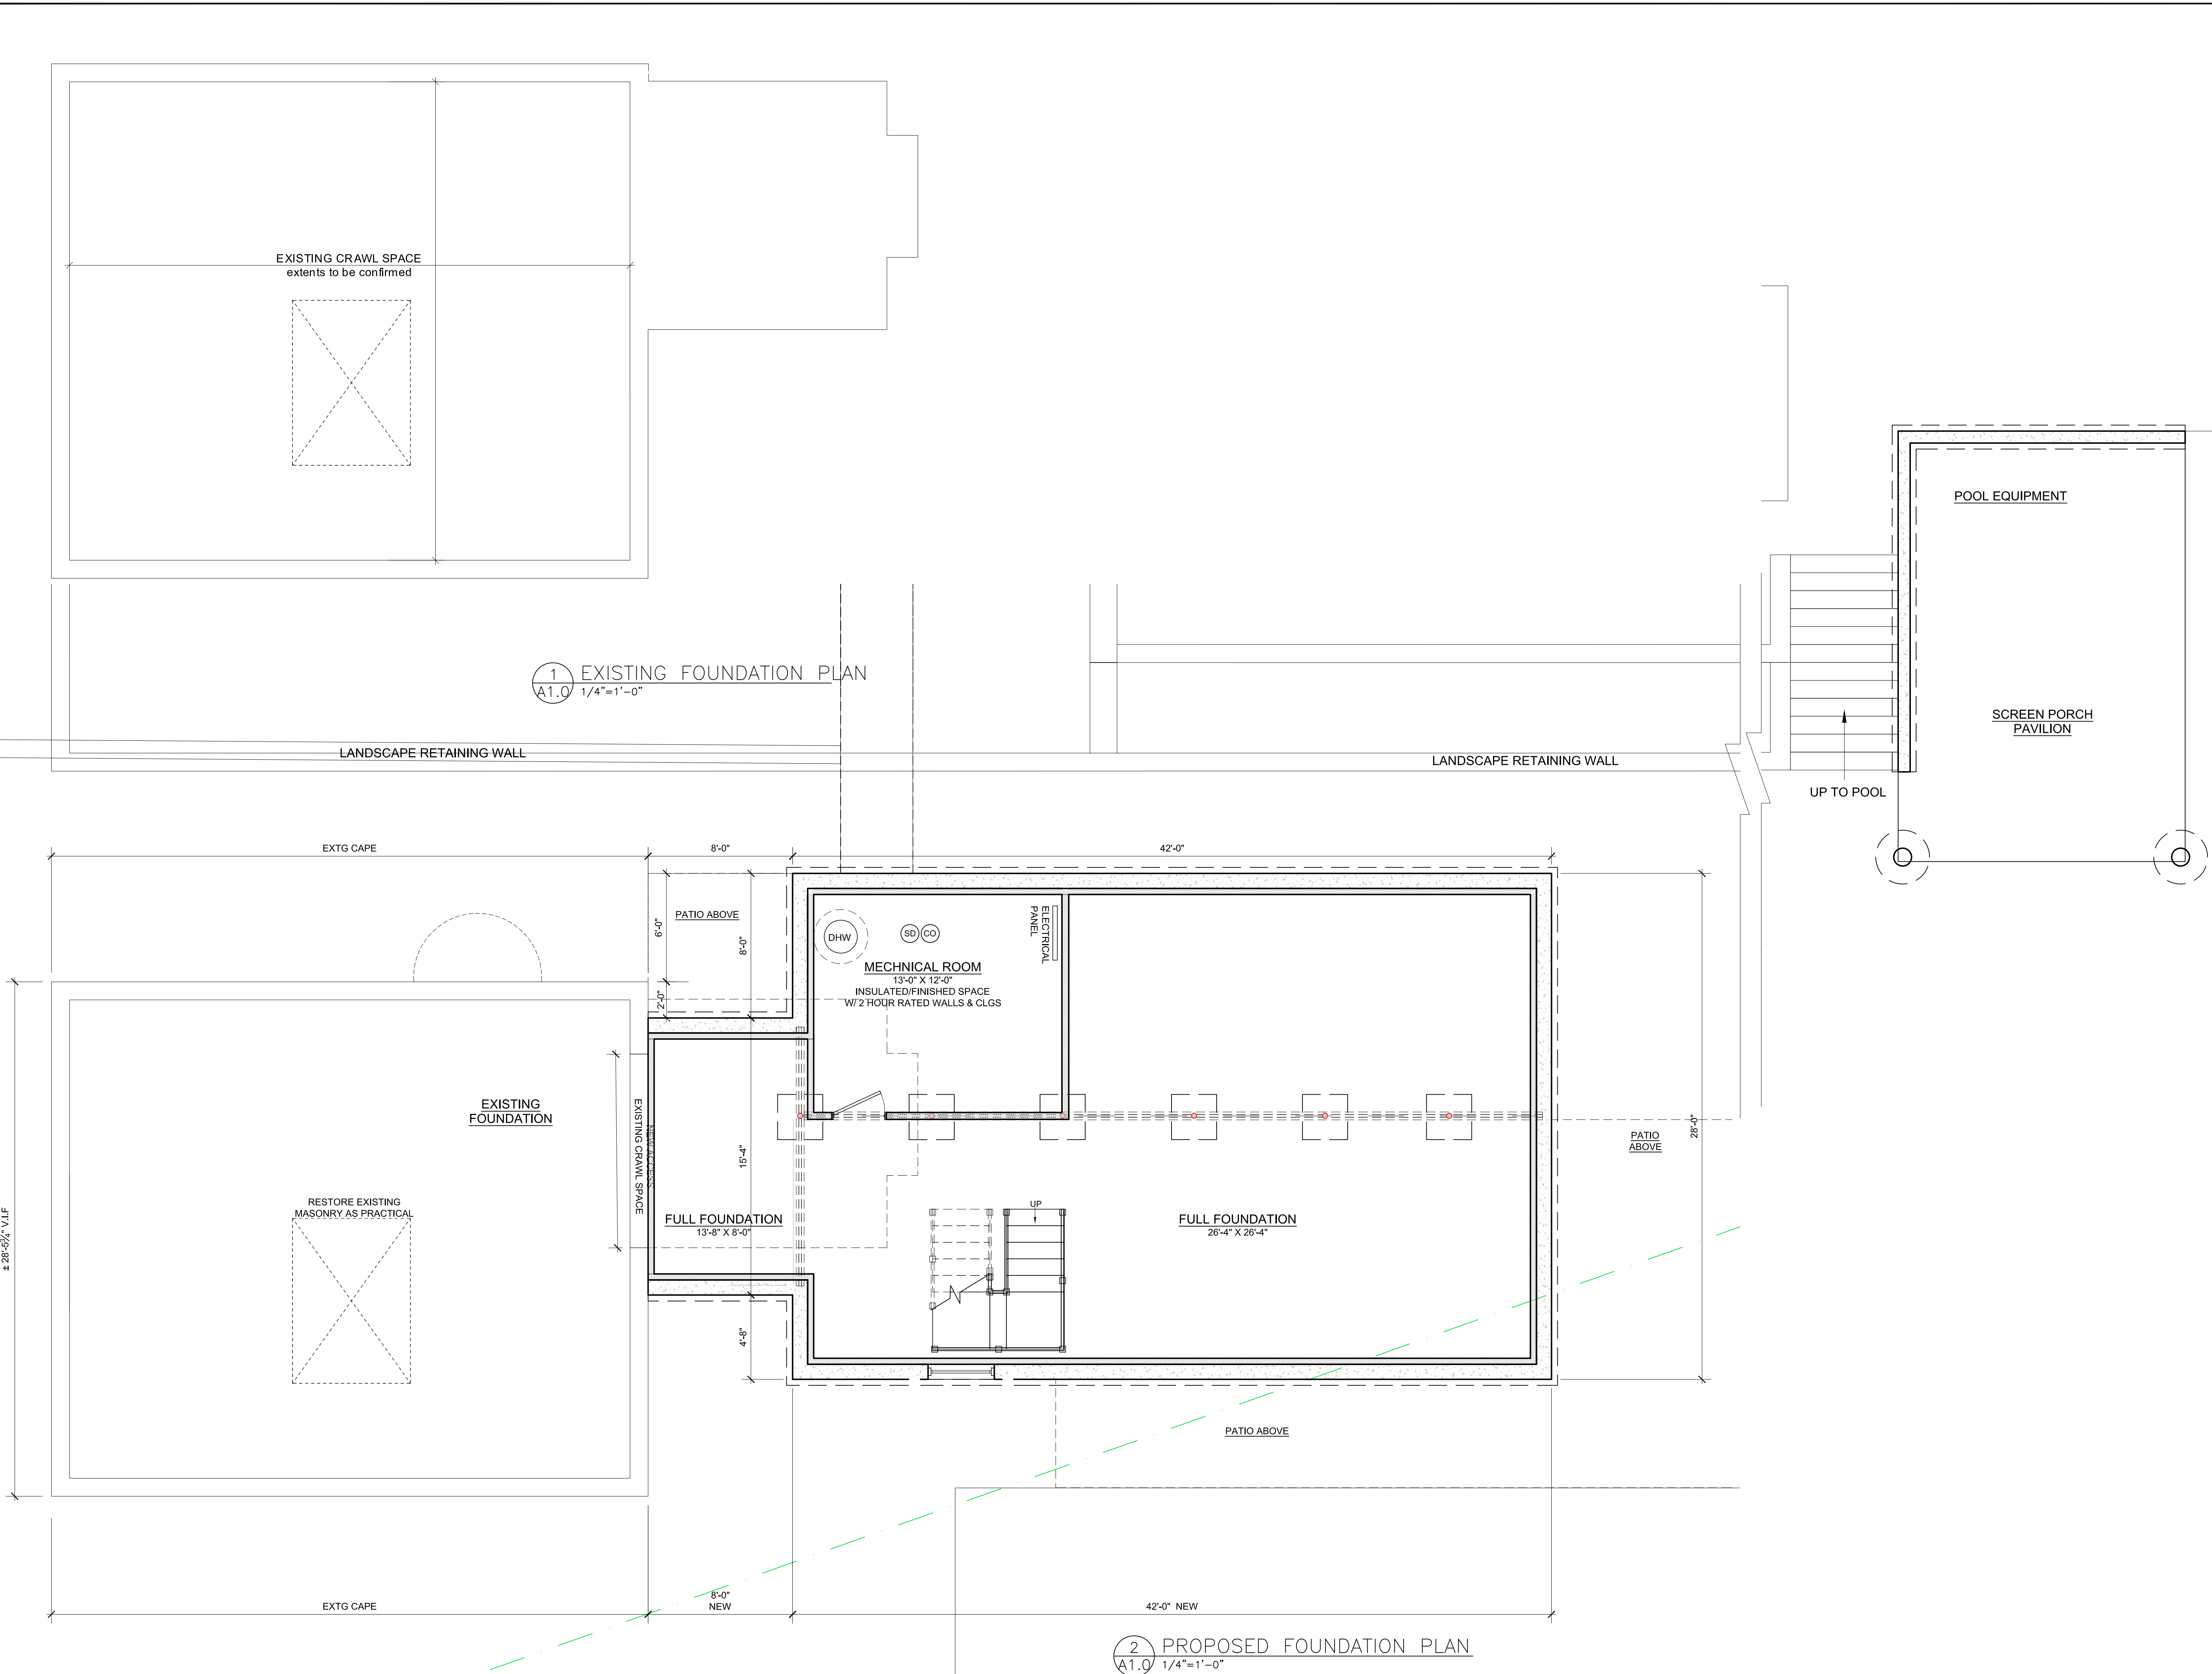 EXISTING CRAWL SPACE
extents to be confirmed
POOL EQUIPMENT
1
A1.0
EXISTING FOUNDATION PLAN
1/4"=1'-0"
SCREEN PORCH
PAVILION
LANDSCAPE RETAINING WALL
LANDSCAPE RETAINING WALL
UP TO POOL
EXTG CAPE
8'-0"
42'-0"
6'-0"
PATIO ABOVE
8'-0"
2'-0"
DHW
SD
CO
ELECTRICAL
PANEL
MECHNICAL ROOM
13'-0" X 12'-0"
INSULATED/FINISHED SPACE
W/ 2 HOUR RATED WALLS & CLGS
EXISTING
FOUNDATION
NEW ACCESS
EXISTING CRAWL SPACE
15'-4"
28'-0"
PATIO
ABOVE
RESTORE EXISTING
MASONRY AS PRACTICAL
± 28'-5¾" V.I.F
FULL FOUNDATION
13'-8" X 8'-0"
UP
FULL FOUNDATION
26'-4" X 26'-4"
4'-8"
PATIO ABOVE
EXTG CAPE
8'-0"
NEW
42'-0" NEW
2
A1.0
PROPOSED FOUNDATION PLAN
1/4"=1'-0"